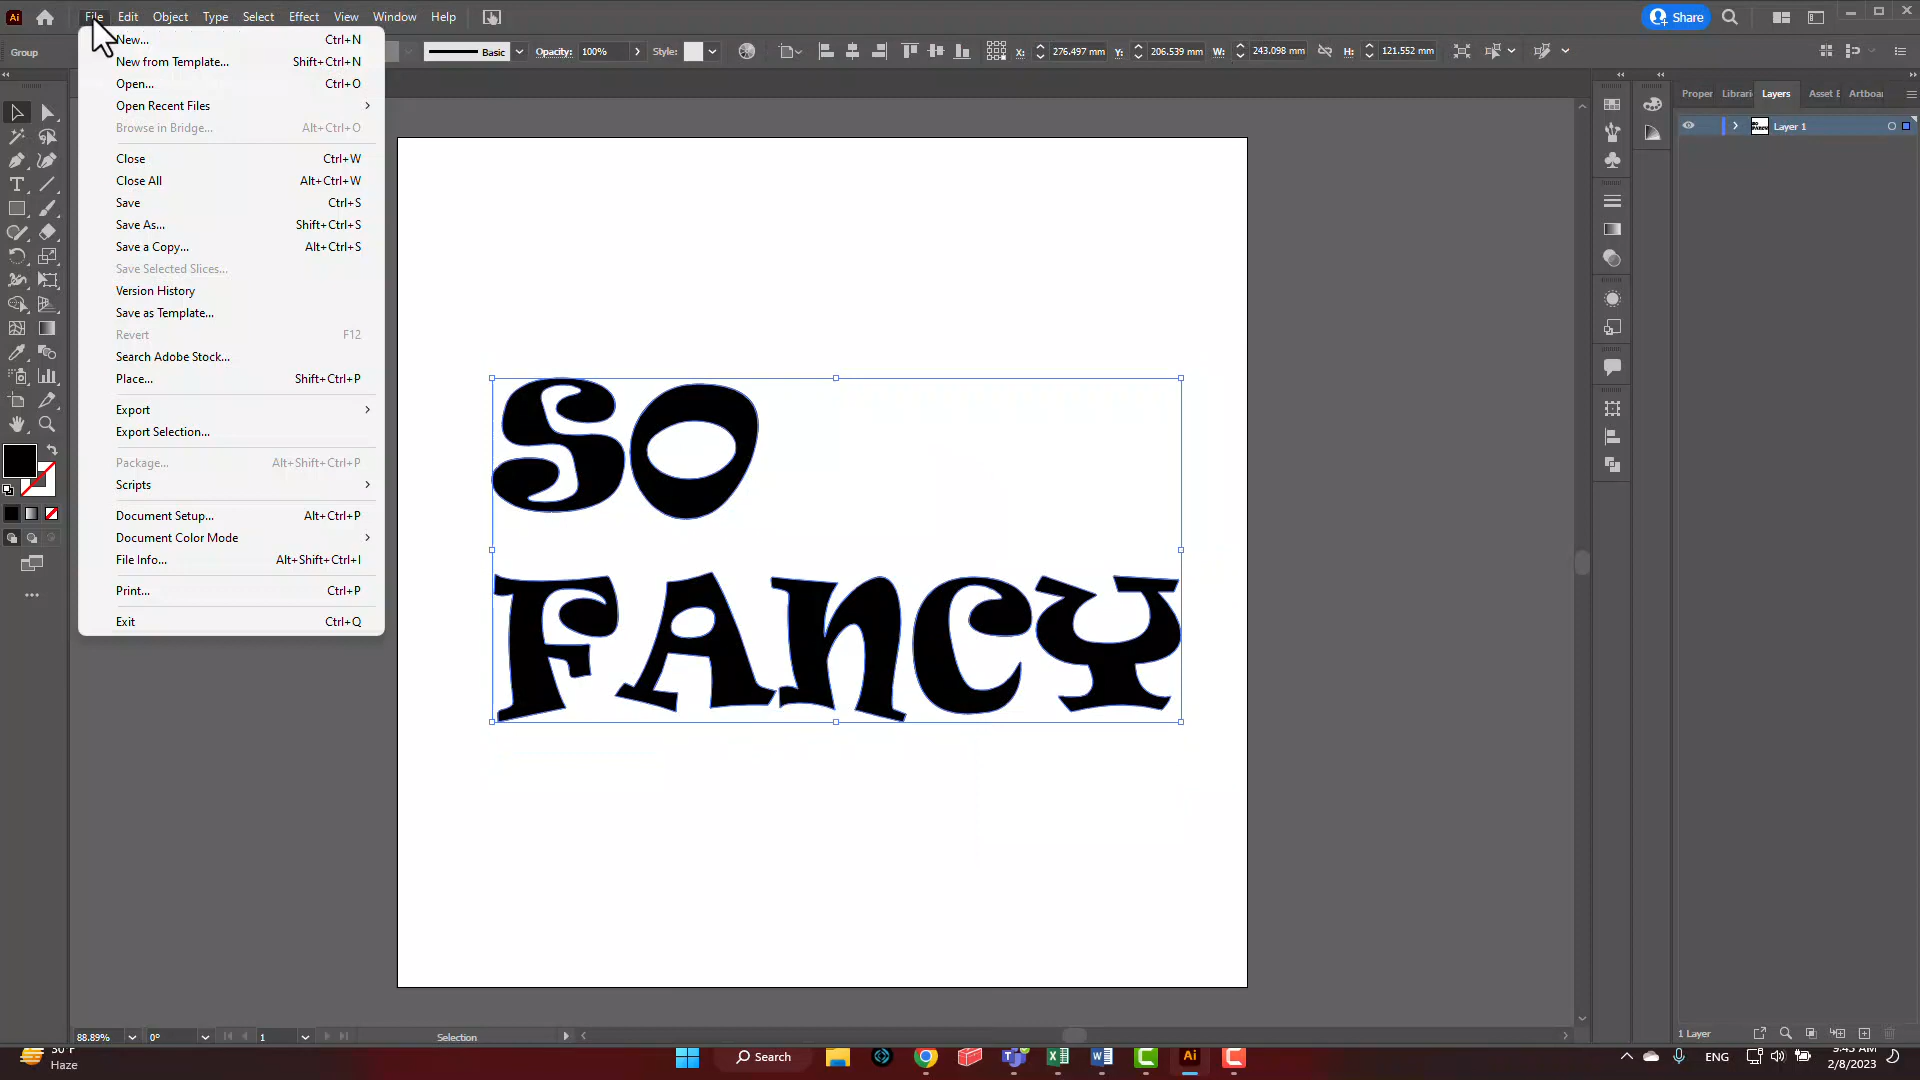 Ai File Edit Object Type Select Effect View Window Help Share
Group Basic Opacity: 100% Style: X: 276.497 mm Y: 206.539 mm W: 243.098 mm H: 121.552 mm
Proper Librari Layers Asset E Artboar
Layer 1
New... Ctrl+N
New from Template... Shift+Ctrl+N
Open... Ctrl+O
Open Recent Files
Browse in Bridge... Alt+Ctrl+O
Close Ctrl+W
Close All Alt+Ctrl+W
Save Ctrl+S
Save As... Shift+Ctrl+S
Save a Copy... Alt+Ctrl+S
Save Selected Slices...
Version History
Save as Template...
Revert F12
Search Adobe Stock...
Place... Shift+Ctrl+P
Export
Export Selection...
Package... Alt+Shift+Ctrl+P
Scripts
Document Setup... Alt+Ctrl+P
Document Color Mode
File Info... Alt+Shift+Ctrl+I
Print... Ctrl+P
Exit Ctrl+Q
SO
FAncy
88.89% 0° 1 Selection
1 Layer
Haze
Search
Ai
ENG
2/8/2023